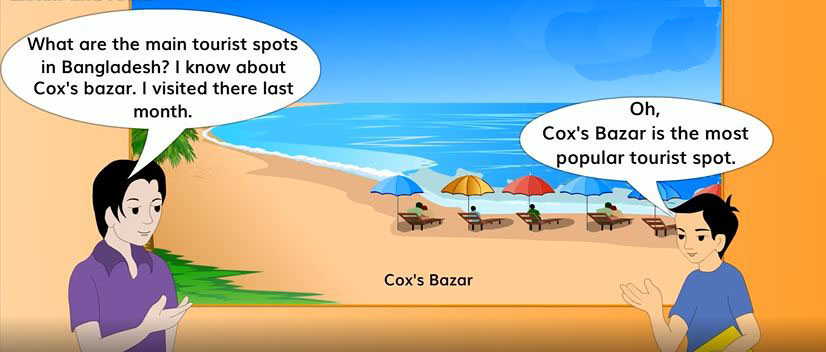 What are the main tourist spots
in Bangladesh? I know about
Cox's bazar. I visited there last
month.
Oh,
Cox's Bazar is the most
popular tourist spot.
Cox's Bazar